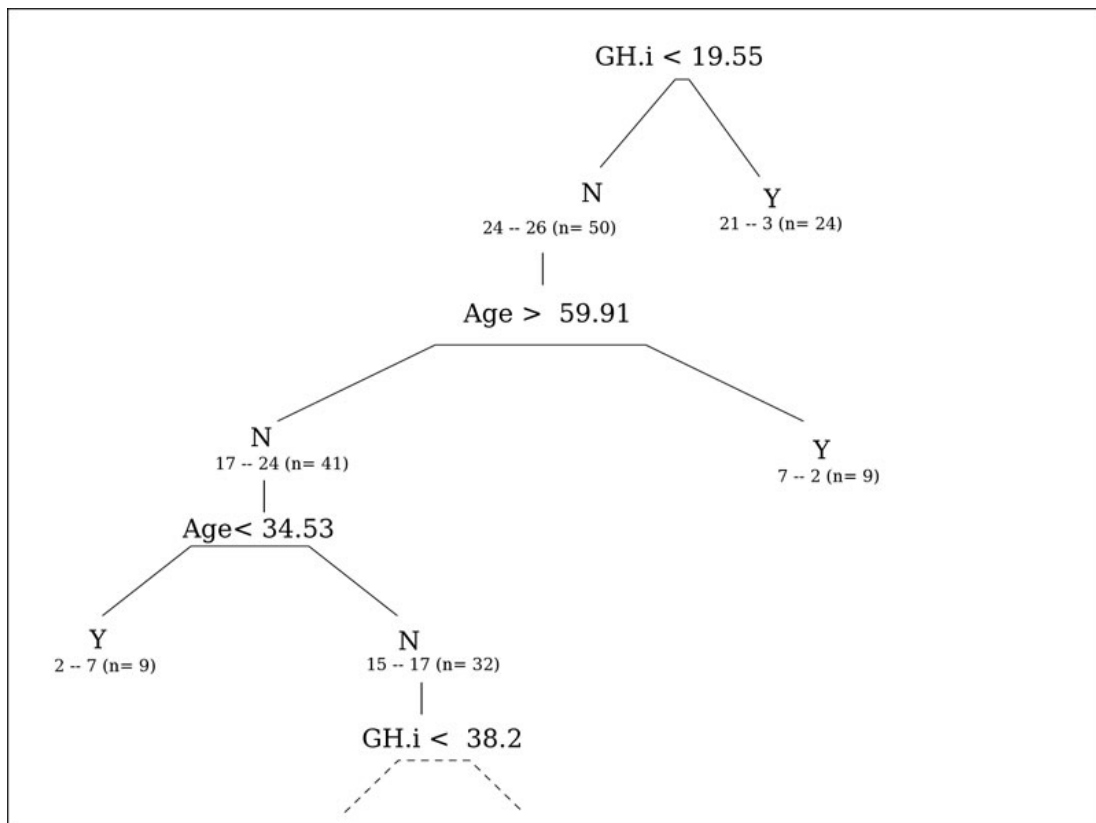 GH.i < 19.55
N
Y
24 -- 26 (n= 50)
21 -- 3 (n= 24)
Age >  59.91
N
Y
17 -- 24 (n= 41)
7 -- 2 (n= 9)
Age< 34.53
Y
N
2 -- 7 (n= 9)
15 -- 17 (n= 32)
GH.i <  38.2